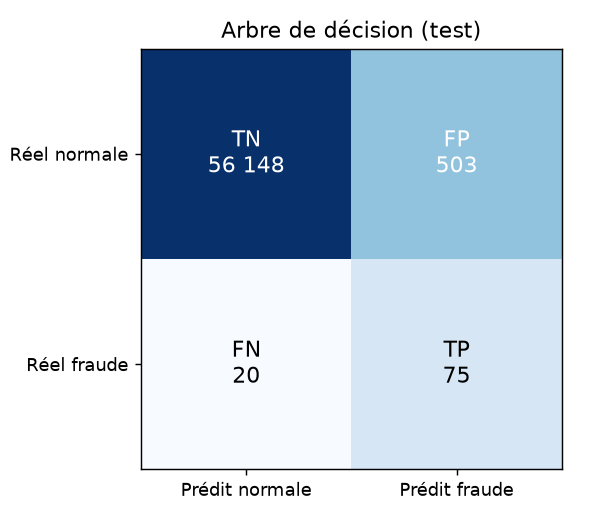 Arbre de décision (test)
Réel normale
TN
56 148
FP
503
Réel fraude
FN
20
TP
75
Prédit normale
Prédit fraude